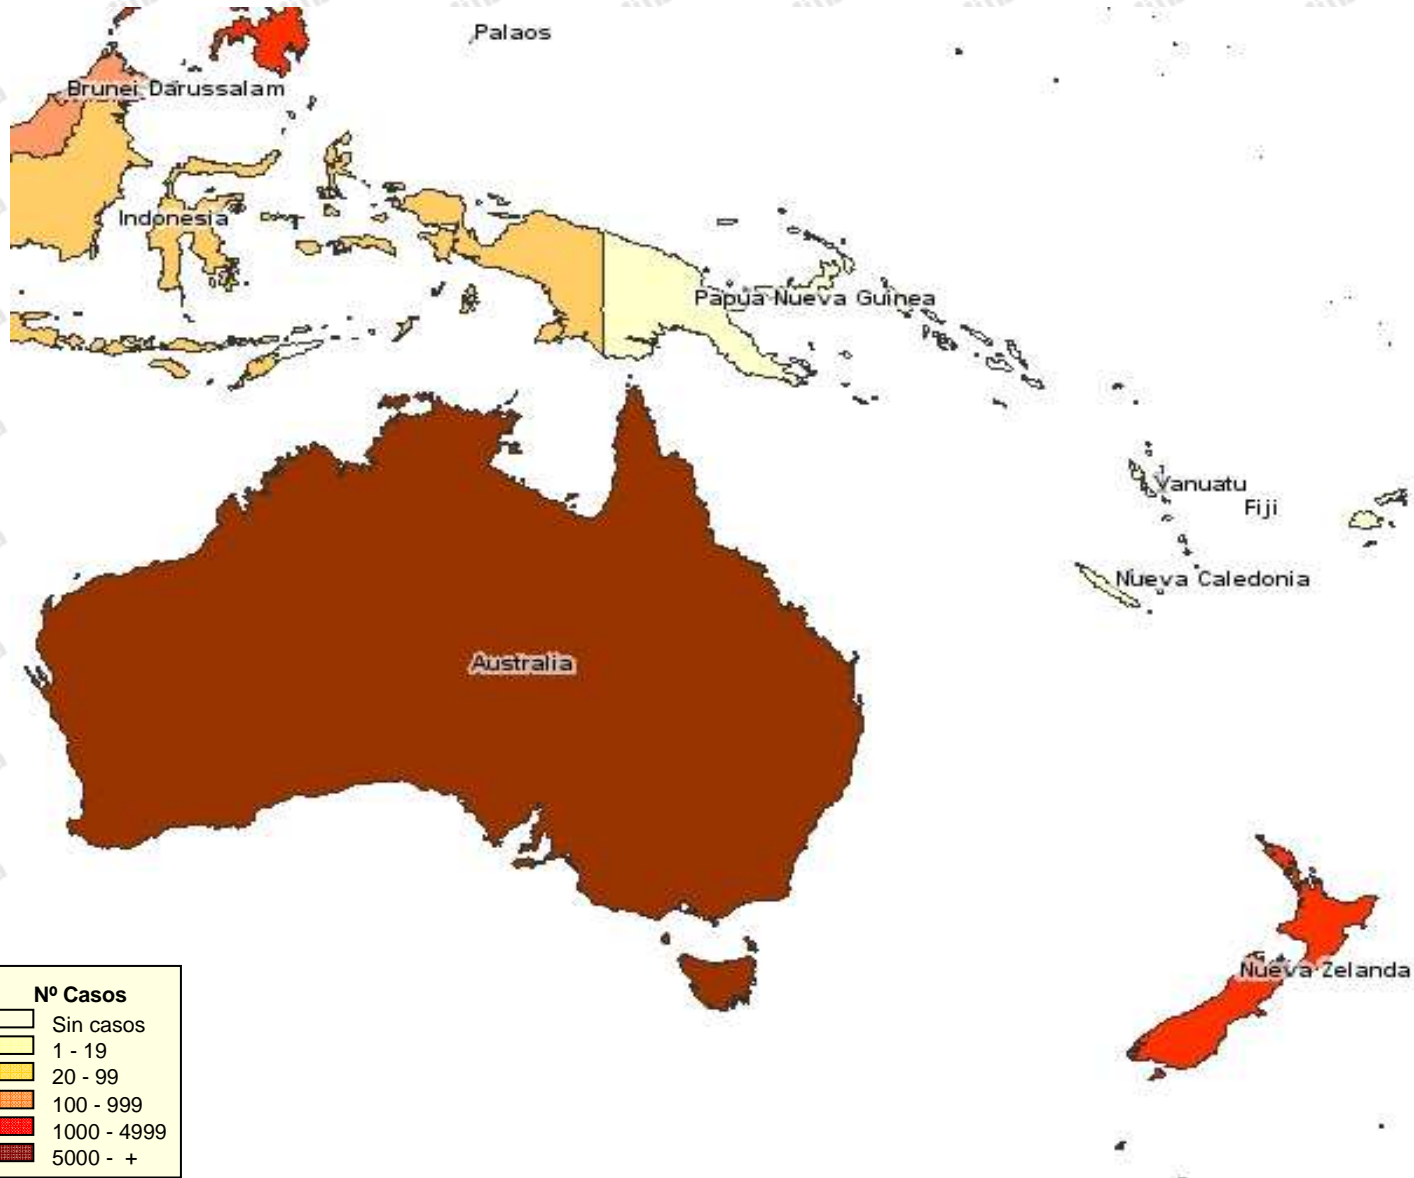 Palaos
Brunei Darussalam
Indonesia
Papua Nueva Guinea
Vanuatu
Fiji
Nueva Caledonia
Australia
Nueva Zelanda
Nº Casos
Sin casos
1 - 19
20 - 99
100 - 999
1000 - 4999
5000 - +